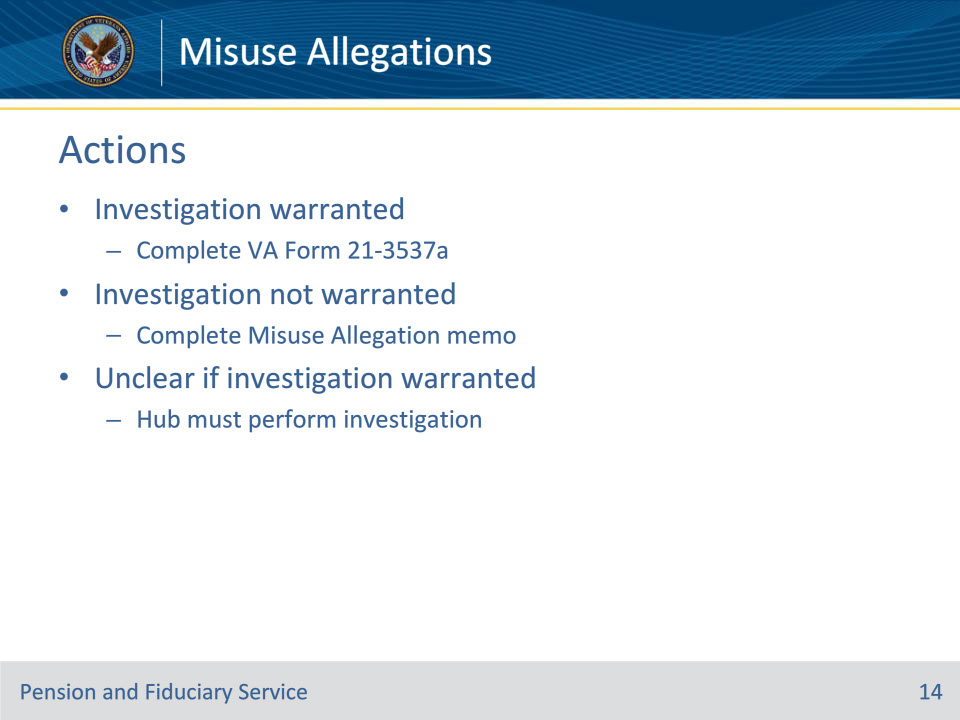 DEPARTMENT OF VETERANS AFFAIRS
UNITED STATES OF AMERICA
Misuse Allegations
Actions
• Investigation warranted
– Complete VA Form 21-3537a
• Investigation not warranted
– Complete Misuse Allegation memo
• Unclear if investigation warranted
– Hub must perform investigation
Pension and Fiduciary Service
14